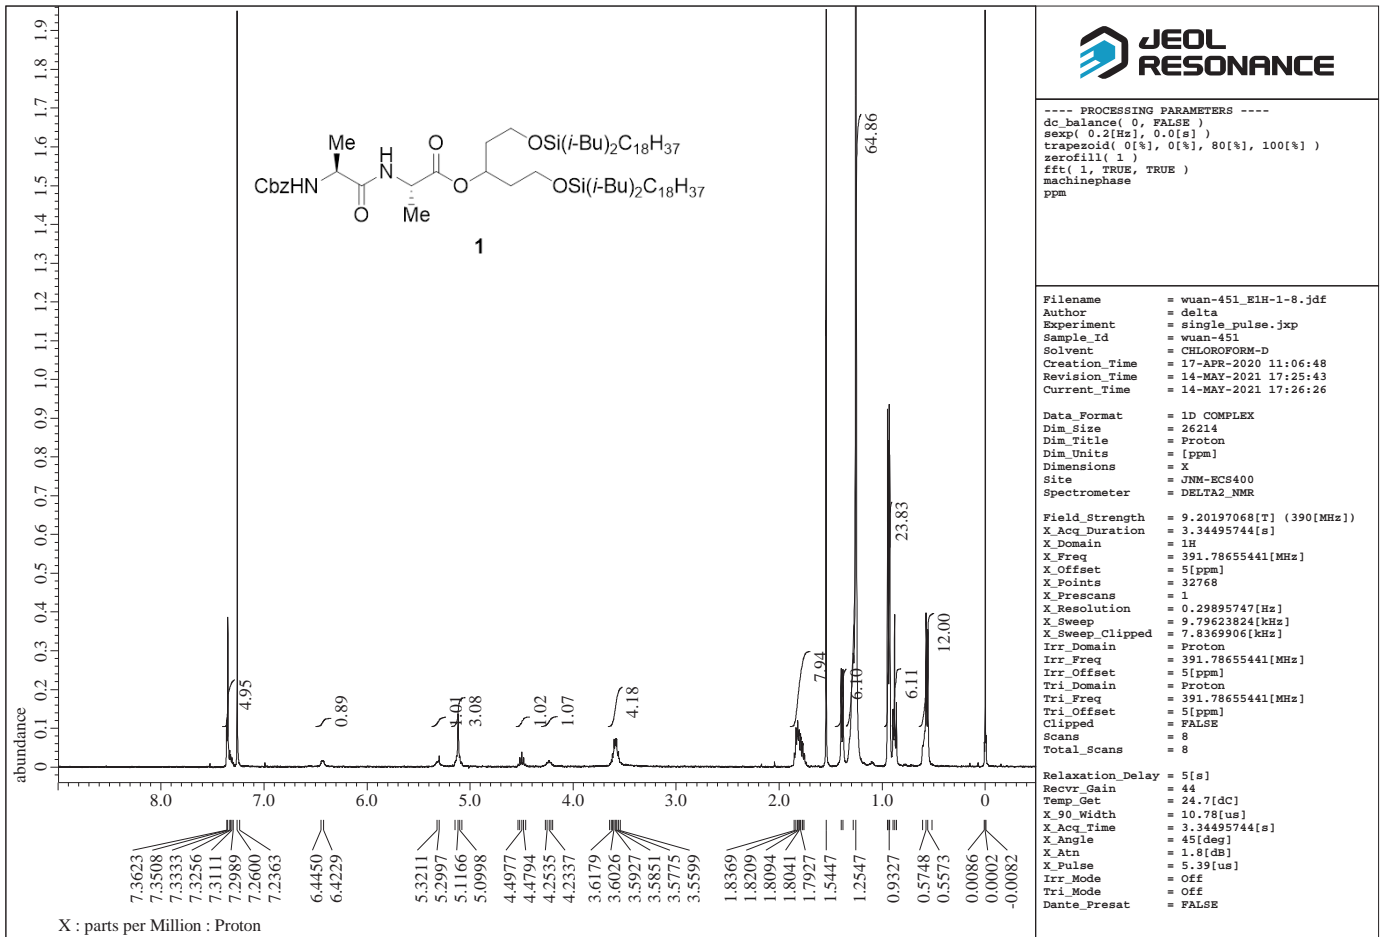 JEOL
RESONANCE
---- PROCESSING PARAMETERS ----
dc_balance( 0, FALSE )
sexp( 0.2[Hz], 0.0[s] )
trapezoid( 0[%], 0[%], 80[%], 100[%] )
zerofill( 1 )
fft( 1, TRUE, TRUE )
machinephase
ppm
Filename = wuan-451_E1H-1-8.jdf
Author = delta
Experiment = single_pulse.jxp
Sample_Id = wuan-451
Solvent = CHLOROFORM-D
Creation_Time = 17-APR-2020 11:06:48
Revision_Time = 14-MAY-2021 17:25:43
Current_Time = 14-MAY-2021 17:26:26
Data_Format = 1D COMPLEX
Dim_Size = 26214
Dim_Title = Proton
Dim_Units = [ppm]
Dimensions = X
Site = JNM-ECS400
Spectrometer = DELTA2_NMR
Field_Strength = 9.20197068[T] (390[MHz])
X_Acq_Duration = 3.34495744[s]
X_Domain = 1H
X_Freq = 391.78655441[MHz]
X_Offset = 5[ppm]
X_Points = 32768
X_Prescans = 1
X_Resolution = 0.29895747[Hz]
X_Sweep = 9.79623824[kHz]
X_Sweep_Clipped = 7.8369906[kHz]
Irr_Domain = Proton
Irr_Freq = 391.78655441[MHz]
Irr_Offset = 5[ppm]
Tri_Domain = Proton
Tri_Freq = 391.78655441[MHz]
Tri_Offset = 5[ppm]
Clipped = FALSE
Scans = 8
Total_Scans = 8
Relaxation_Delay = 5[s]
Recvr_Gain = 44
Temp_Get = 24.7[dC]
X_90_Width = 10.78[us]
X_Acq_Time = 3.34495744[s]
X_Angle = 45[deg]
X_Atn = 1.8[dB]
X_Pulse = 5.39[us]
Irr_Mode = Off
Tri_Mode = Off
Dante_Presat = FALSE
abundance
1.9
1.8
1.7
1.6
1.5
1.4
1.3
1.2
1.1
1.0
0.9
0.8
0.7
0.6
0.5
0.4
0.3
0.2
0.1
0
Me
H
N
O
OSi(i-Bu)2C18H37
CbzHN
O
O
Me
OSi(i-Bu)2C18H37
1
4.95
0.89
1.01
3.08
1.02
1.07
4.18
7.94
6.10
64.86
23.83
6.11
12.00
8.0 7.0 6.0 5.0 4.0 3.0 2.0 1.0 0
7.3623
7.3508
7.3333
7.3256
7.3111
7.2989
7.2600
7.2363
6.4450
6.4229
5.3211
5.2997
5.1166
5.0998
4.4977
4.4794
4.2535
4.2337
3.6179
3.6026
3.5927
3.5851
3.5775
3.5599
1.8369
1.8209
1.8094
1.8041
1.7927
1.5447
1.2547
0.9327
0.5748
0.5573
0.0086
0.0002
-0.0082
X : parts per Million : Proton